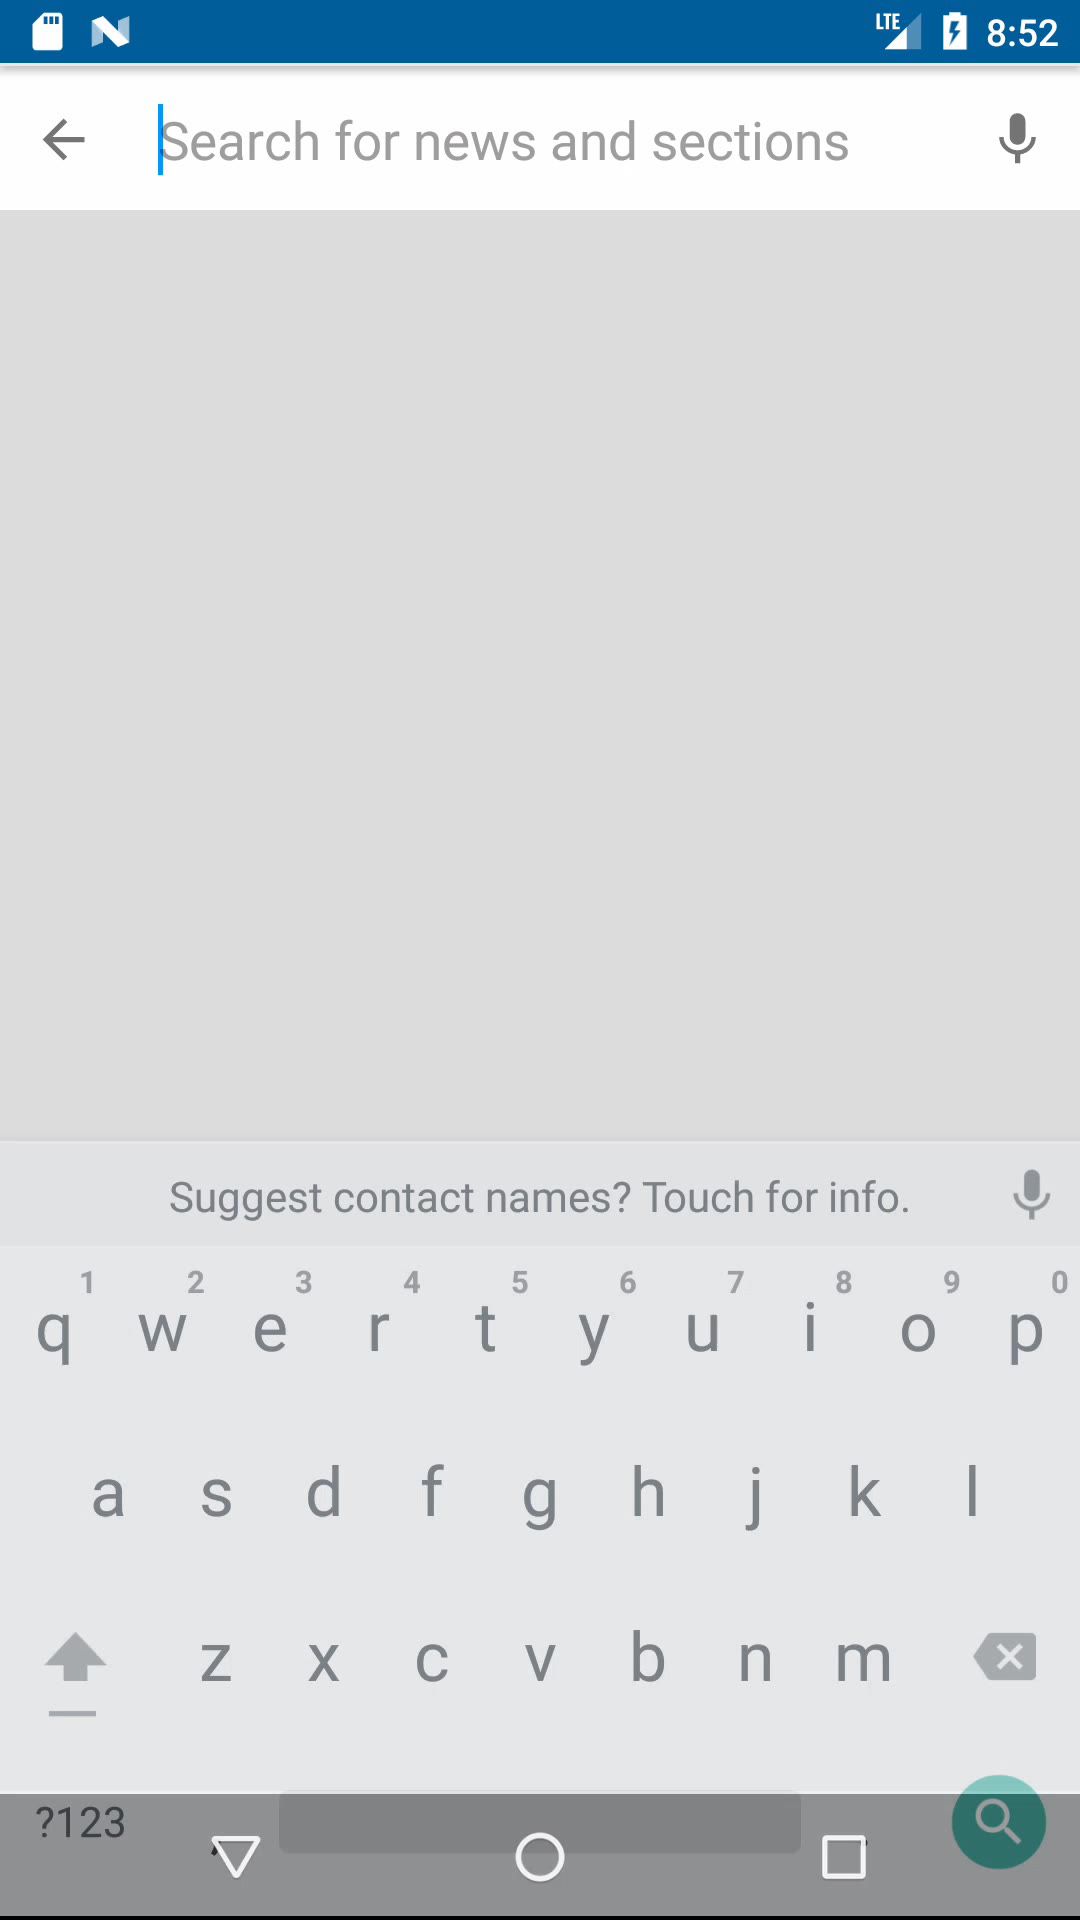 LTE 8:52
Search for news and sections
Suggest contact names? Touch for info.
1 2 3 4 5 6 7 8 9 0
q w e r t y u i o p
a s d f g h j k l
z x c v b n m
?123